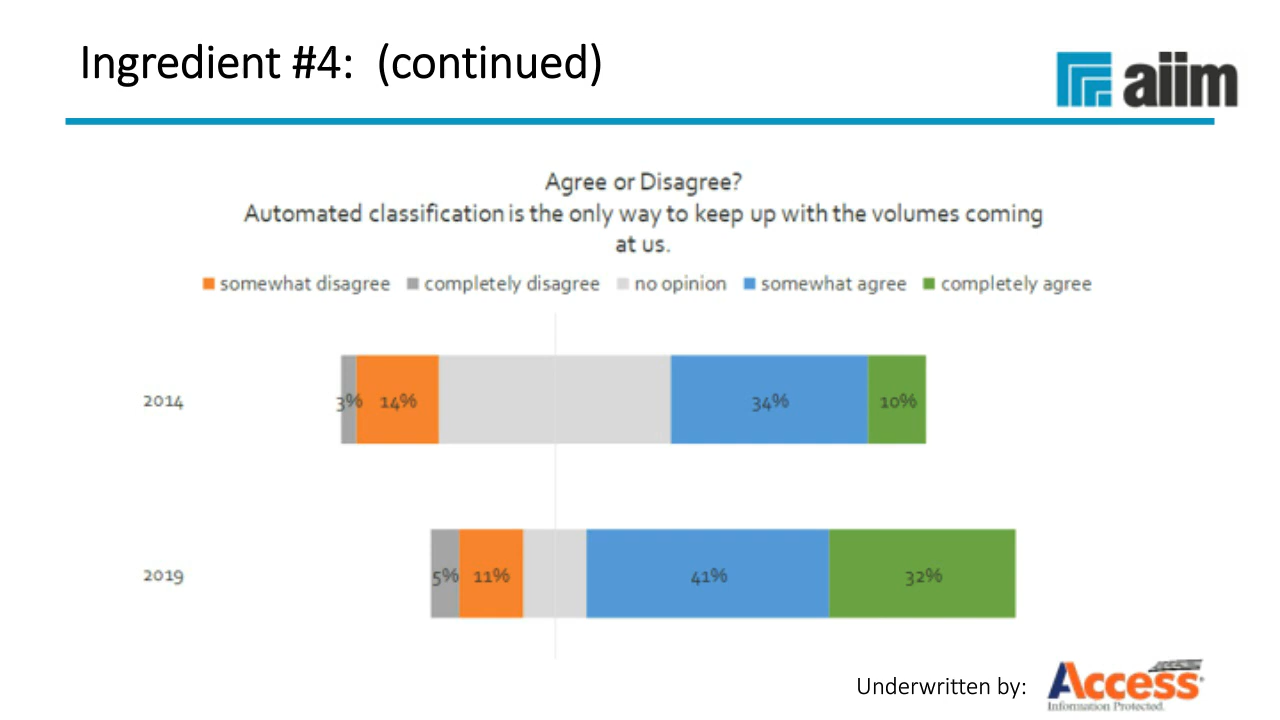 Ingredient #4:  (continued)
aiim
Agree or Disagree?
Automated classification is the only way to keep up with the volumes coming
at us.
somewhat disagree completely disagree no opinion somewhat agree completely agree
2014 3% 14% 34% 10%
2019 5% 11% 41% 32%
Underwritten by:
Access
Information Protected.